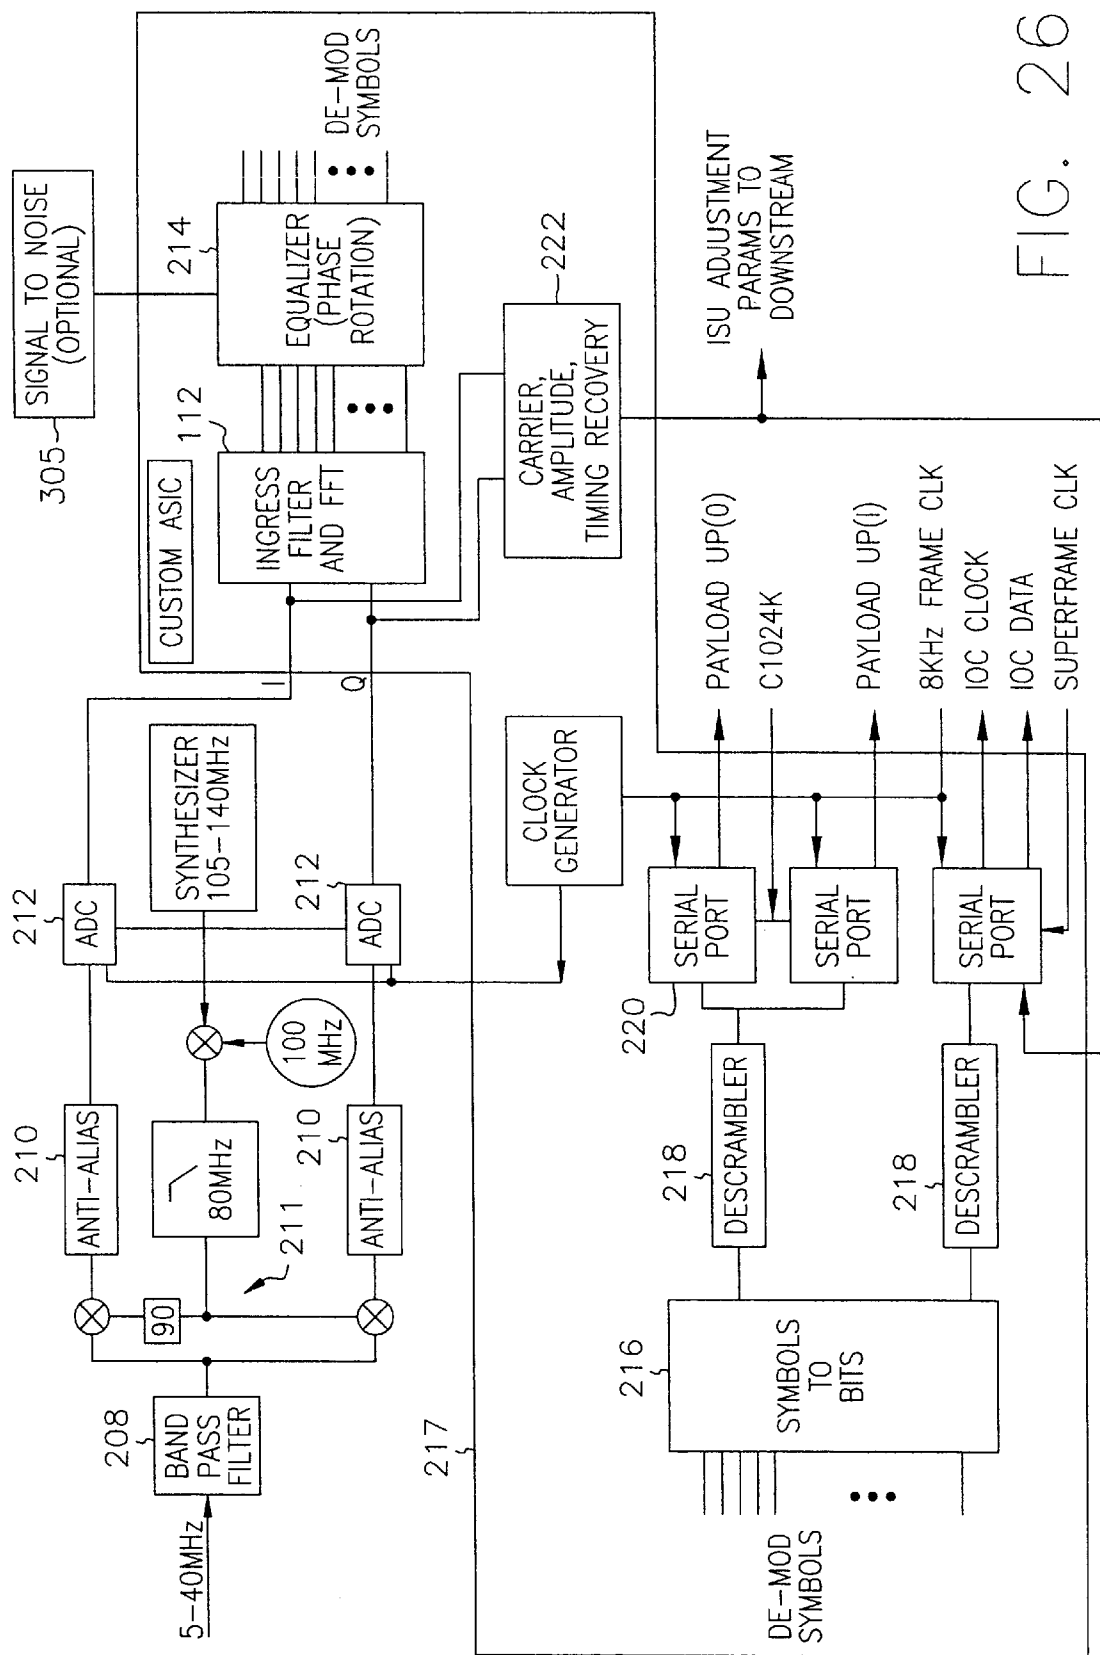 5-40MHz
208
BAND
PASS
FILTER
90
211
210
ANTI-ALIAS
80MHz
210
ANTI-ALIAS
100
MHz
212
ADC
SYNTHESIZER
105-140MHz
212
ADC
I
Q
CUSTOM ASIC
305
SIGNAL TO NOISE
(OPTIONAL)
112
INGRESS
FILTER
AND FFT
214
EQUALIZER
(PHASE
ROTATION)
DE-MOD
SYMBOLS
222
CARRIER,
AMPLITUDE,
TIMING RECOVERY
ISU ADJUSTMENT
PARAMS TO
DOWNSTREAM
217
CLOCK
GENERATOR
DE-MOD
SYMBOLS
216
SYMBOLS
TO
BITS
218
DESCRAMBLER
218
DESCRAMBLER
220
SERIAL
PORT
SERIAL
PORT
SERIAL
PORT
PAYLOAD UP(0)
C1024K
PAYLOAD UP(1)
8KHz FRAME CLK
IOC CLOCK
IOC DATA
SUPERFRAME CLK
FIG. 26